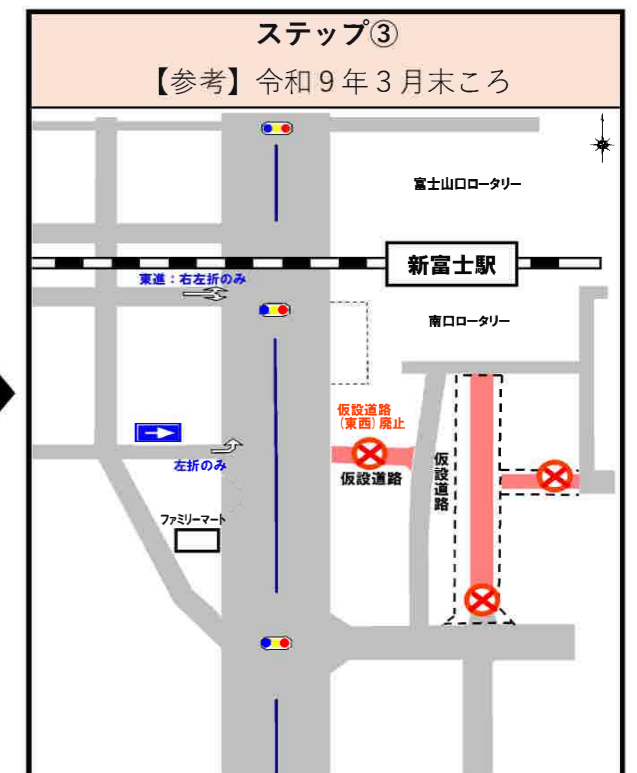 ステップ③
【参考】令和９年３月末ころ
富士山口ロータリー
新富士駅
東進：右左折のみ
南口ロータリー
仮設道路
(東西)廃止
仮設道路
仮設道路
左折のみ
ファミリーマート